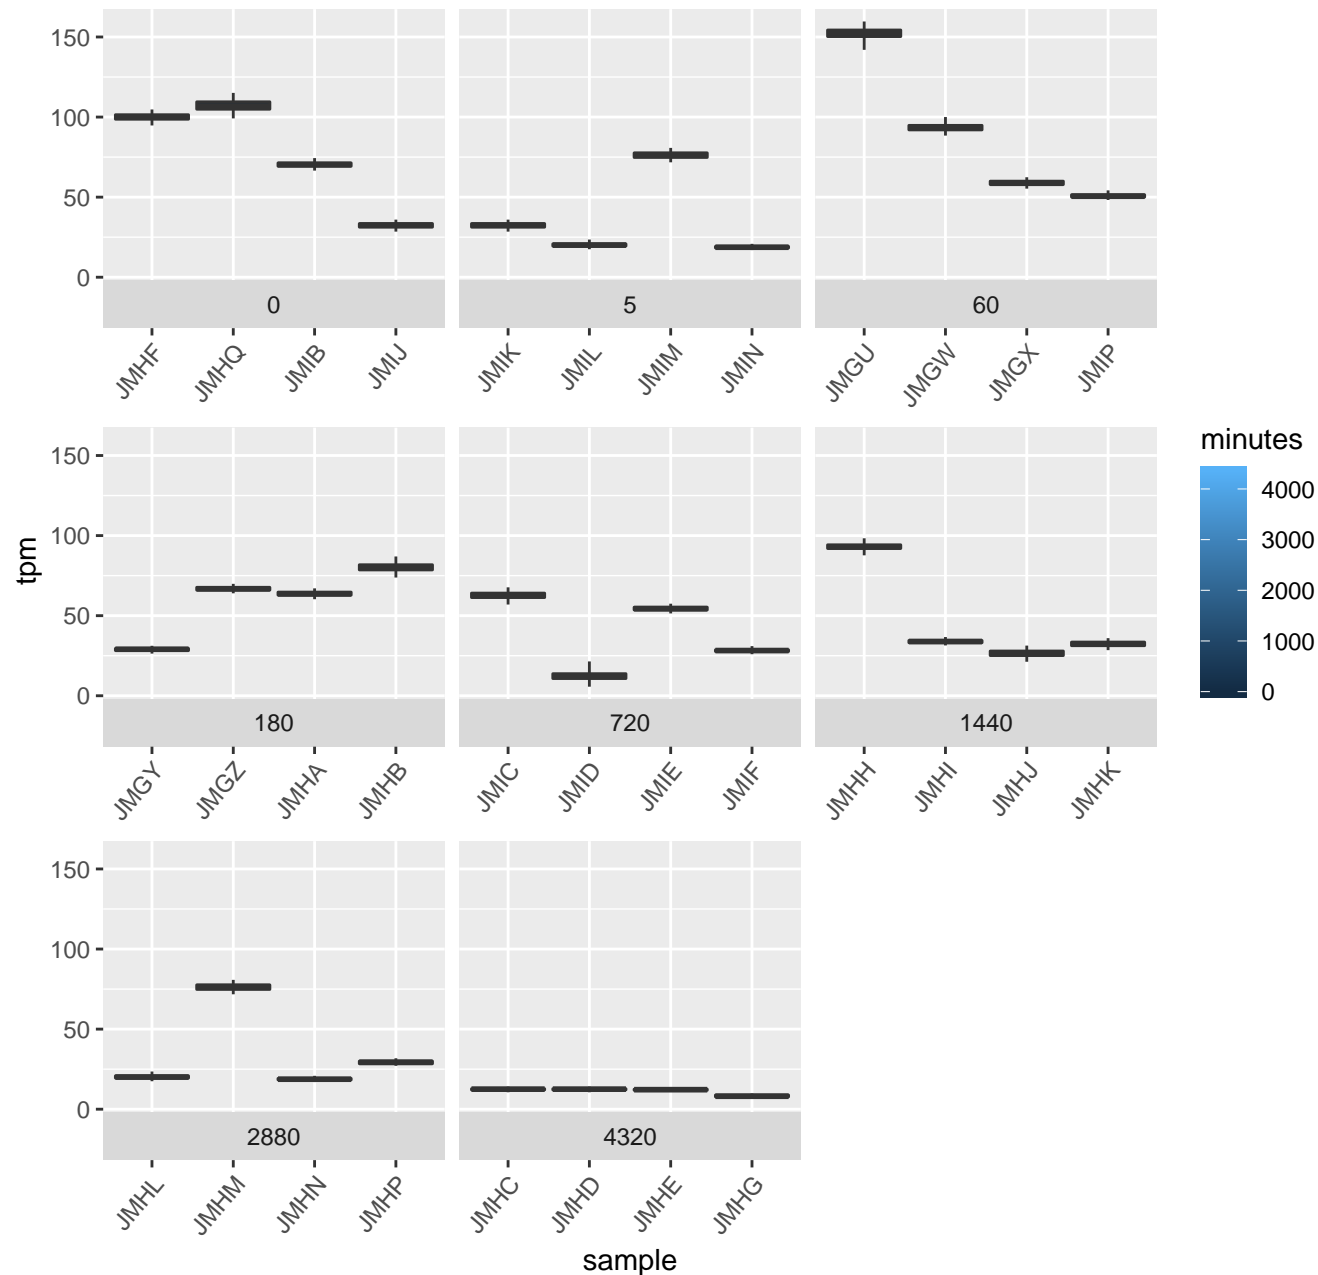 150
100
50
0
0
5
60
JMHF
JMHQ
JMIB
JMIJ
JMIK
JMIL
JMIM
JMIN
JMGU
JMGW
JMGX
JMIP
tpm
150
100
50
0
180
720
1440
JMGY
JMGZ
JMHA
JMHB
JMIC
JMID
JMIE
JMIF
JMHH
JMHI
JMHJ
JMHK
minutes
4000
3000
2000
1000
0
150
100
50
0
2880
4320
JMHL
JMHM
JMHN
JMHP
JMHC
JMHD
JMHE
JMHG
sample